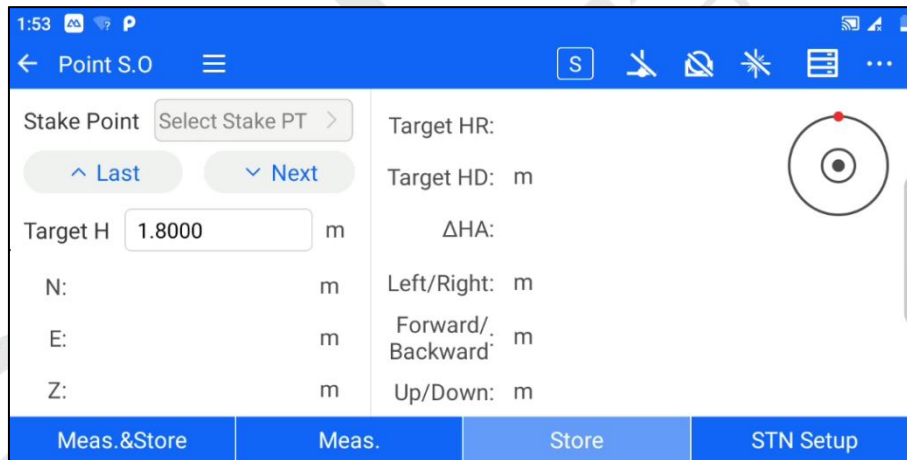 1:53
Point S.O
S
Stake Point Select Stake PT
Last Next
Target H 1.8000 m
N: m
E: m
Z: m
Target HR:
Target HD: m
ΔHA:
Left/Right: m
Forward/
Backward: m
Up/Down: m
Meas.&Store Meas. Store STN Setup